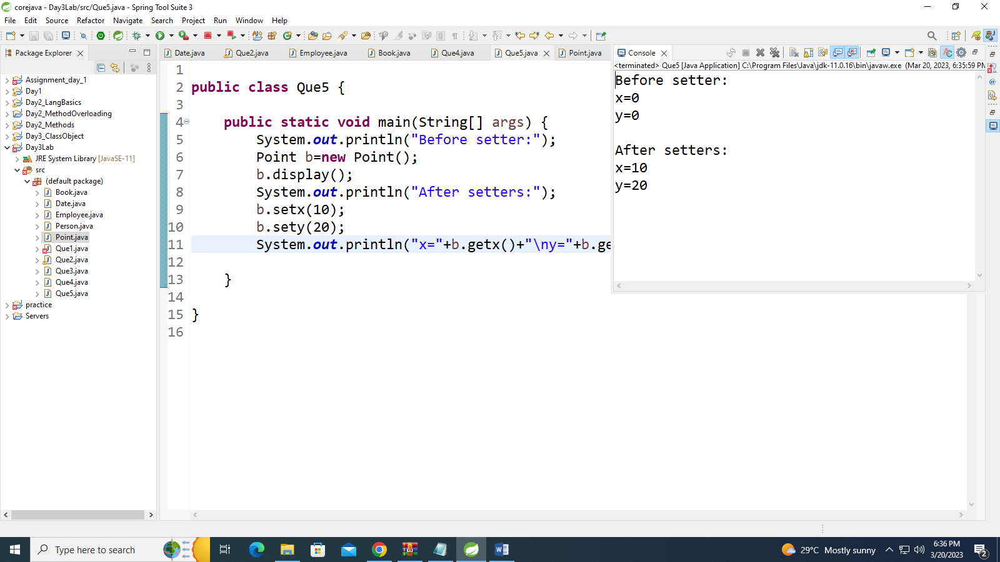 corejava - Day3Lab/src/Que5.java - Spring Tool Suite 3
File Edit Source Refactor Navigate Search Project Run Window Help
Package Explorer
Assignment_day_1
Day1
Day2_LangBasics
Day2_MethodOverloading
Day2_Methods
Day3_ClassObject
Day3Lab
JRE System Library [JavaSE-11]
src
(default package)
Book.java
Date.java
Employee.java
Person.java
Point.java
Que1.java
Que2.java
Que3.java
Que4.java
Que5.java
practice
Servers
Date.java Que2.java Employee.java Book.java Que4.java Que5.java Point.java
1
2 public class Que5 {
3
4 public static void main(String[] args) {
5 System.out.println("Before setter:");
6 Point b=new Point();
7 b.display();
8 System.out.println("After setters:");
9 b.setx(10);
10 b.sety(20);
11 System.out.println("x="+b.getx()+"\ny="+b.ge
12
13 }
14
15 }
16
Console
<terminated> Que5 [Java Application] C:\Program Files\Java\jdk-11.0.16\bin\javaw.exe (Mar 20, 2023, 6:35:59 PM
Before setter:
x=0
y=0
After setters:
x=10
y=20
Type here to search
29°C Mostly sunny
6:36 PM
3/20/2023
2